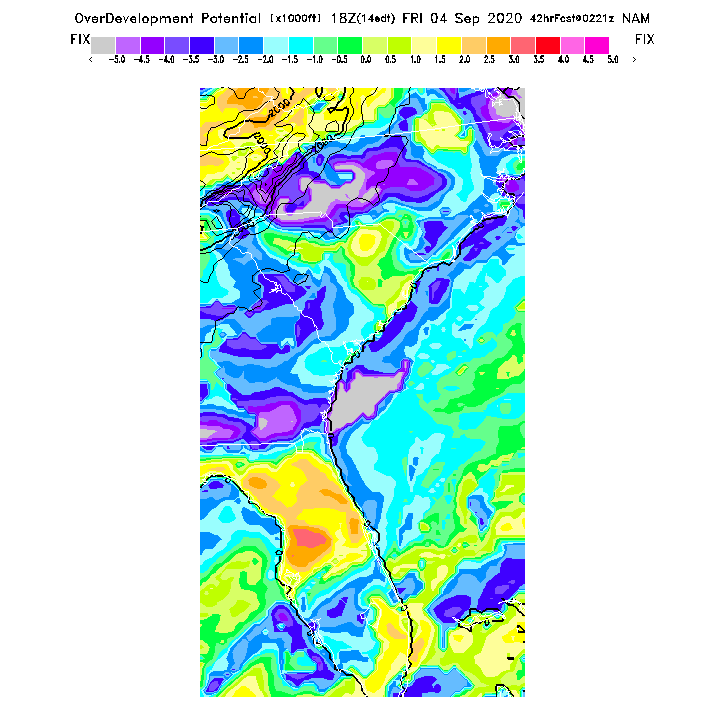 OverDevelopment Potential [x1000ft] 18Z(14edt) FRI 04 Sep 2020 42hrFcst@0221z NAM
FIX FIX
< -5.0 -4.5 -4.0 -3.5 -3.0 -2.5 -2.0 -1.5 -1.0 -0.5 0.0 0.5 1.0 1.5 2.0 2.5 3.0 3.5 4.0 4.5 5.0 >
2000
2000